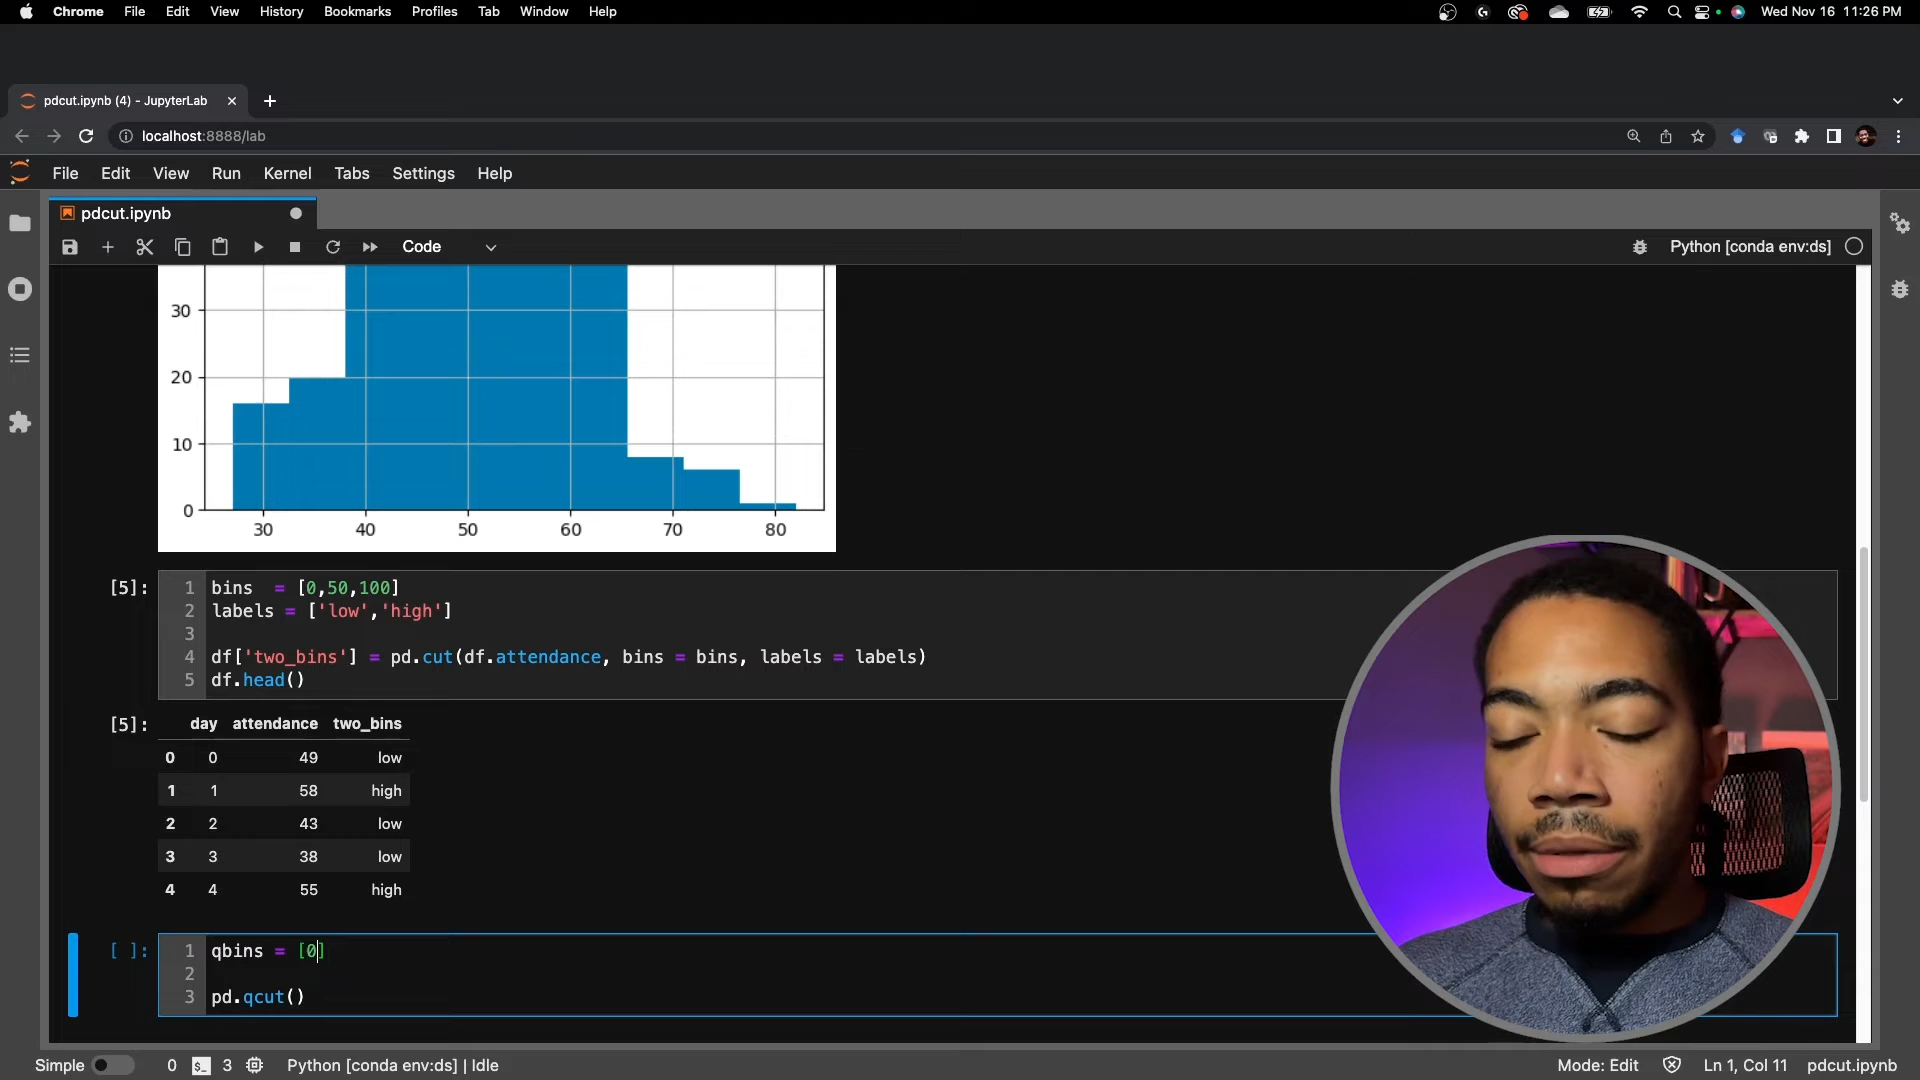 Chrome File Edit View History Bookmarks Profiles Tab Window Help Wed Nov 16 11:26 PM
pdcut.ipynb (4) - JupyterLab
localhost:8888/lab
File Edit View Run Kernel Tabs Settings Help
pdcut.ipynb
Code Python [conda env:ds]
30
20
10
0
30 40 50 60 70 80
[5]: 1 bins  = [0,50,100]
2 labels = ['low','high']
3
4 df['two_bins'] = pd.cut(df.attendance, bins = bins, labels = labels)
5 df.head()
[5]: day attendance two_bins
0 0 49 low
1 1 58 high
2 2 43 low
3 3 38 low
4 4 55 high
[ ]: 1 qbins = [0]
2
3 pd.qcut()
Simple 0 $_ 3 Python [conda env:ds] | Idle Mode: Edit Ln 1, Col 11 pdcut.ipynb